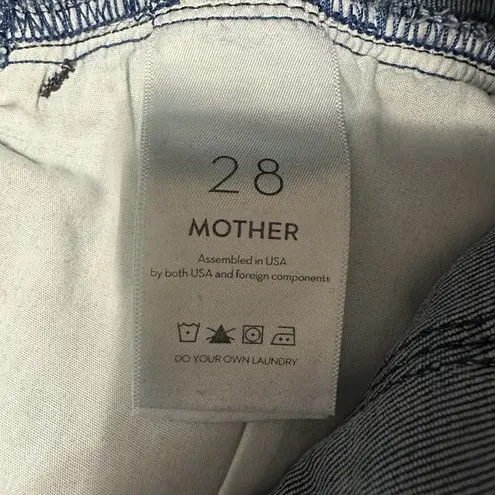 28
MOTHER
Assembled in USA
by both USA and foreign components
DO YOUR OWN LAUNDRY